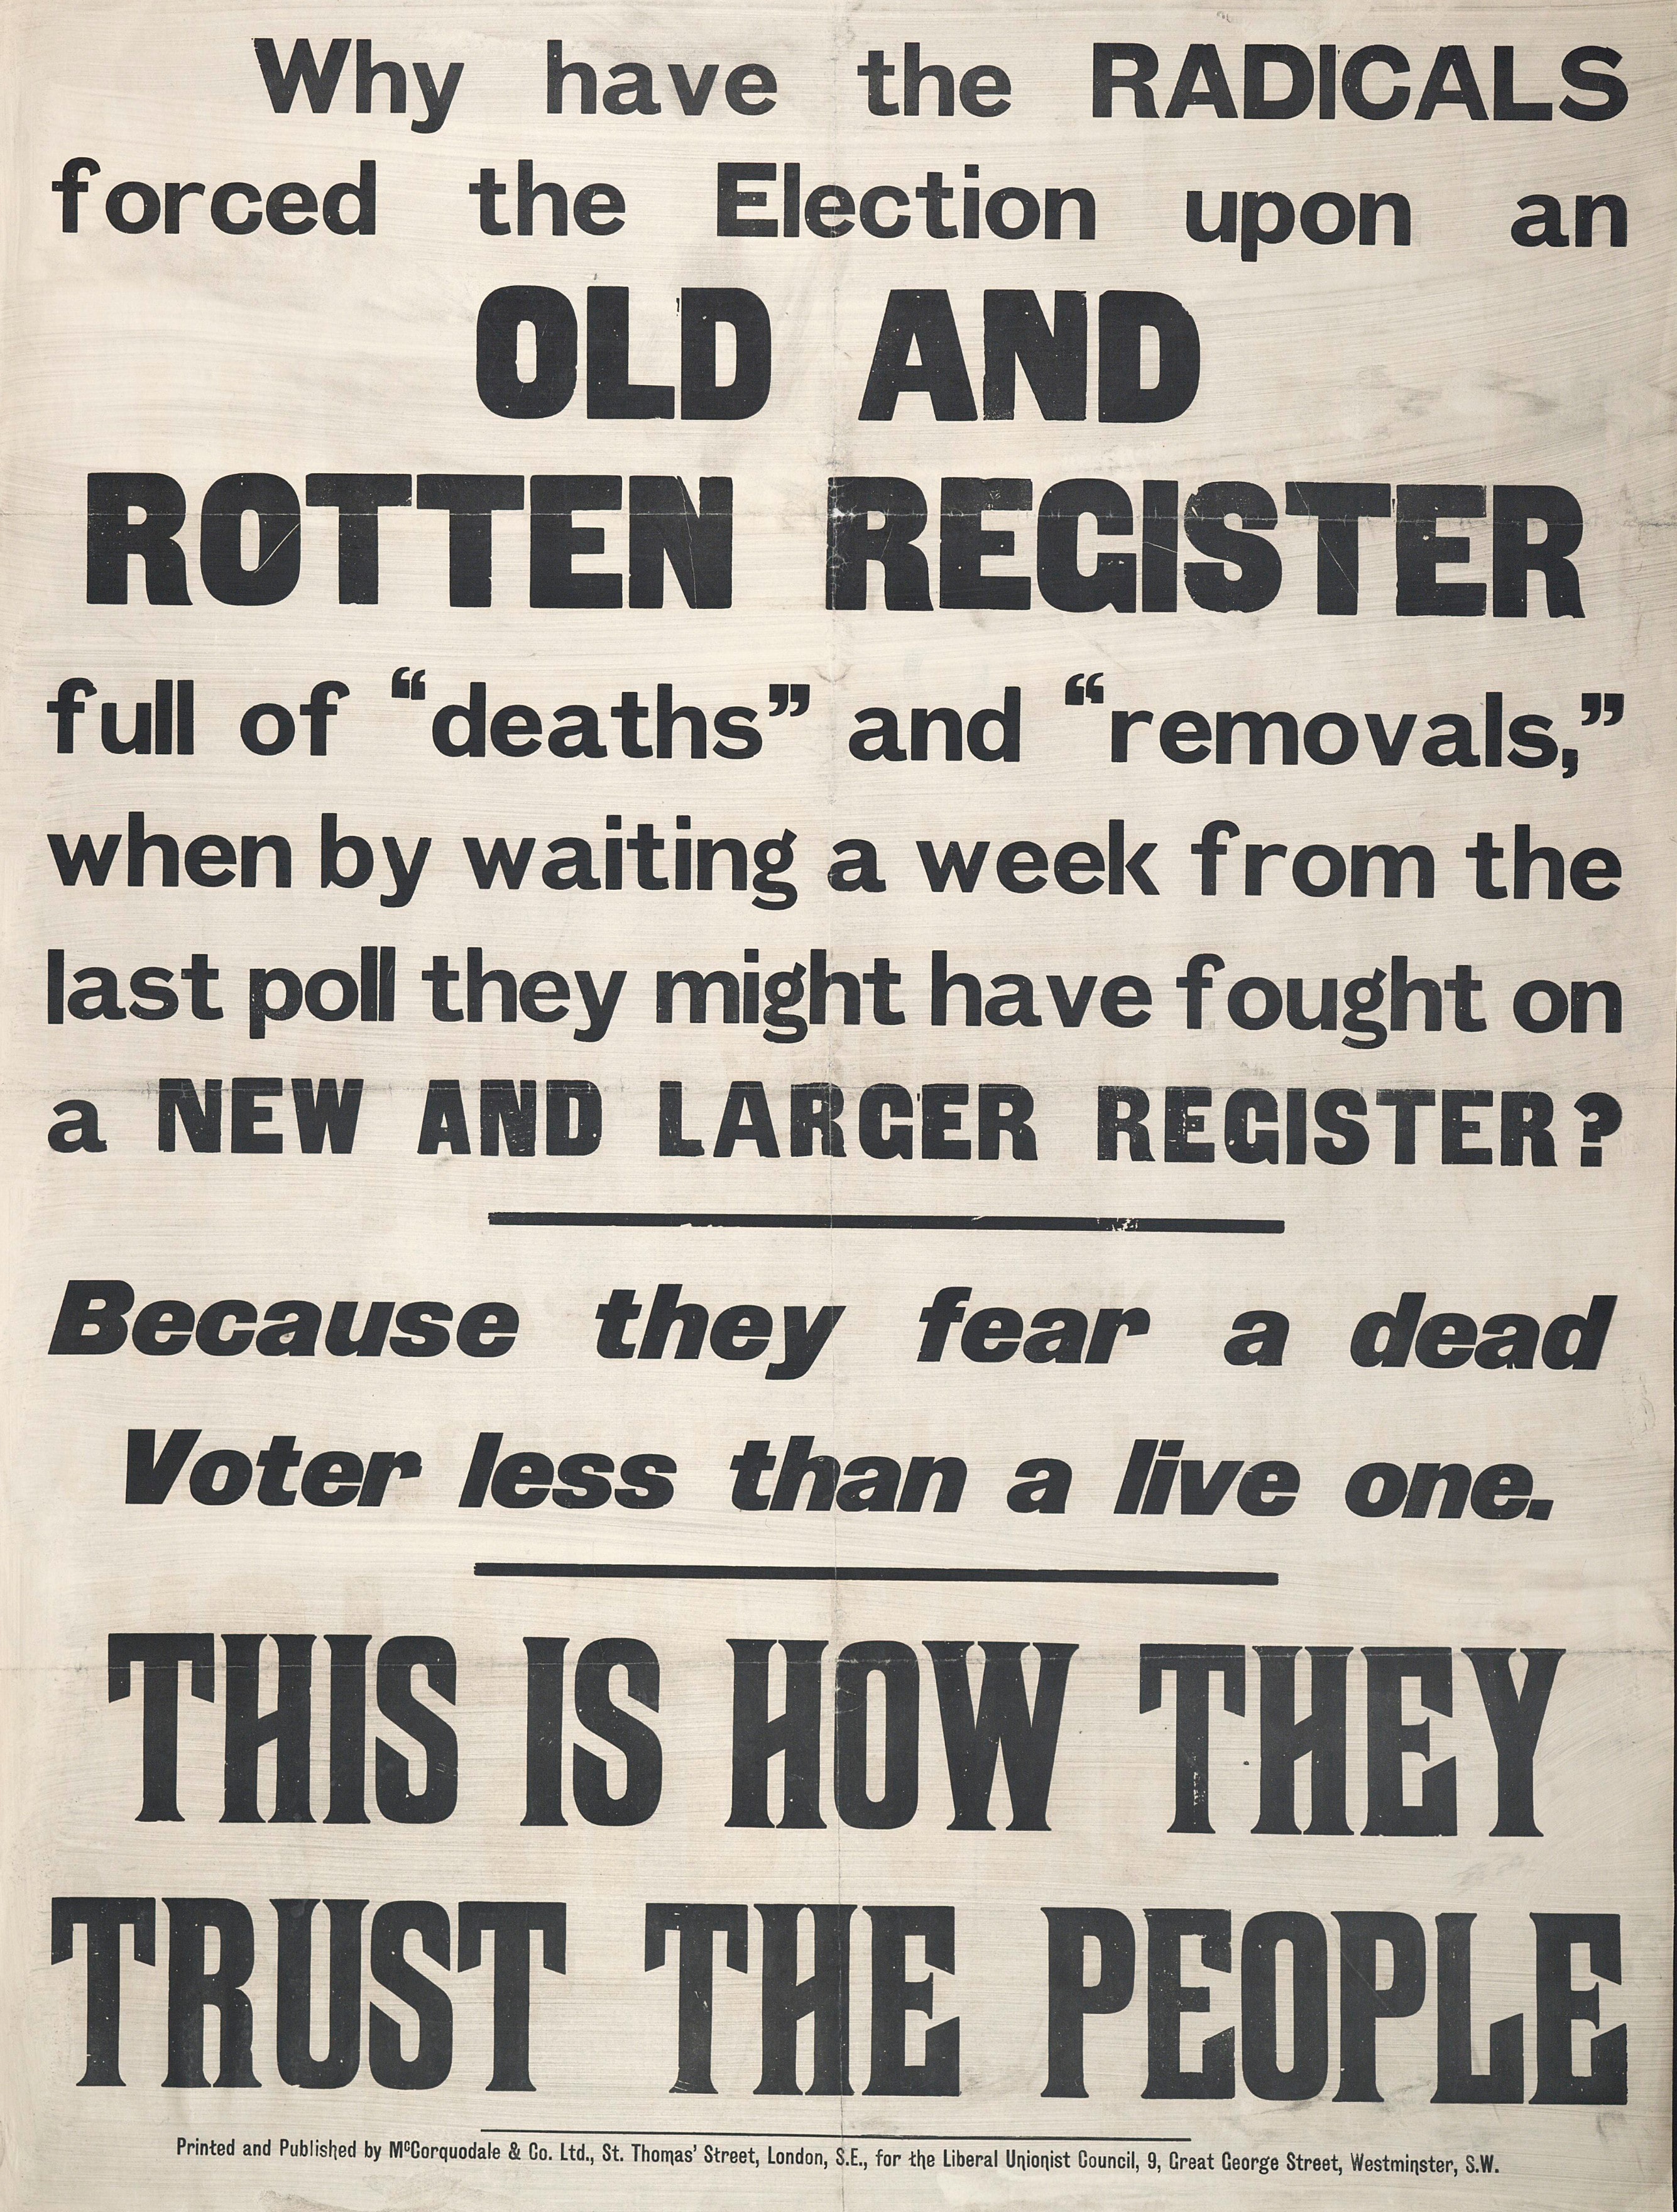 Why have the RADICALS
forced the Election upon an
OLD AND
ROTTEN REGISTER
full of “deaths” and “removals,”
when by waiting a week from the
last poll they might have fought on
a NEW AND LARGER REGISTER?
Because they fear a dead
Voter less than a live one.
THIS IS HOW THEY
TRUST THE PEOPLE
Printed and Published by McCorquodale & Co. Ltd., St. Thomas’ Street, London, S.E., for the Liberal Unionist Council, 9, Great George Street, Westminster, S.W.